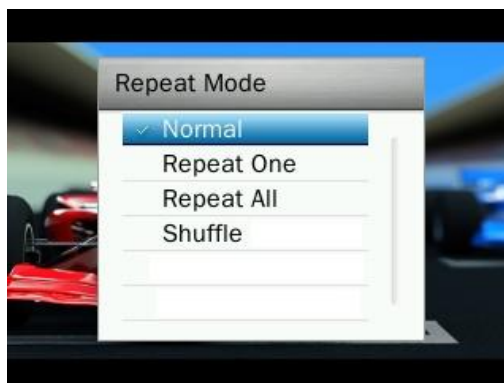 Repeat Mode
Normal
Repeat One
Repeat All
Shuffle